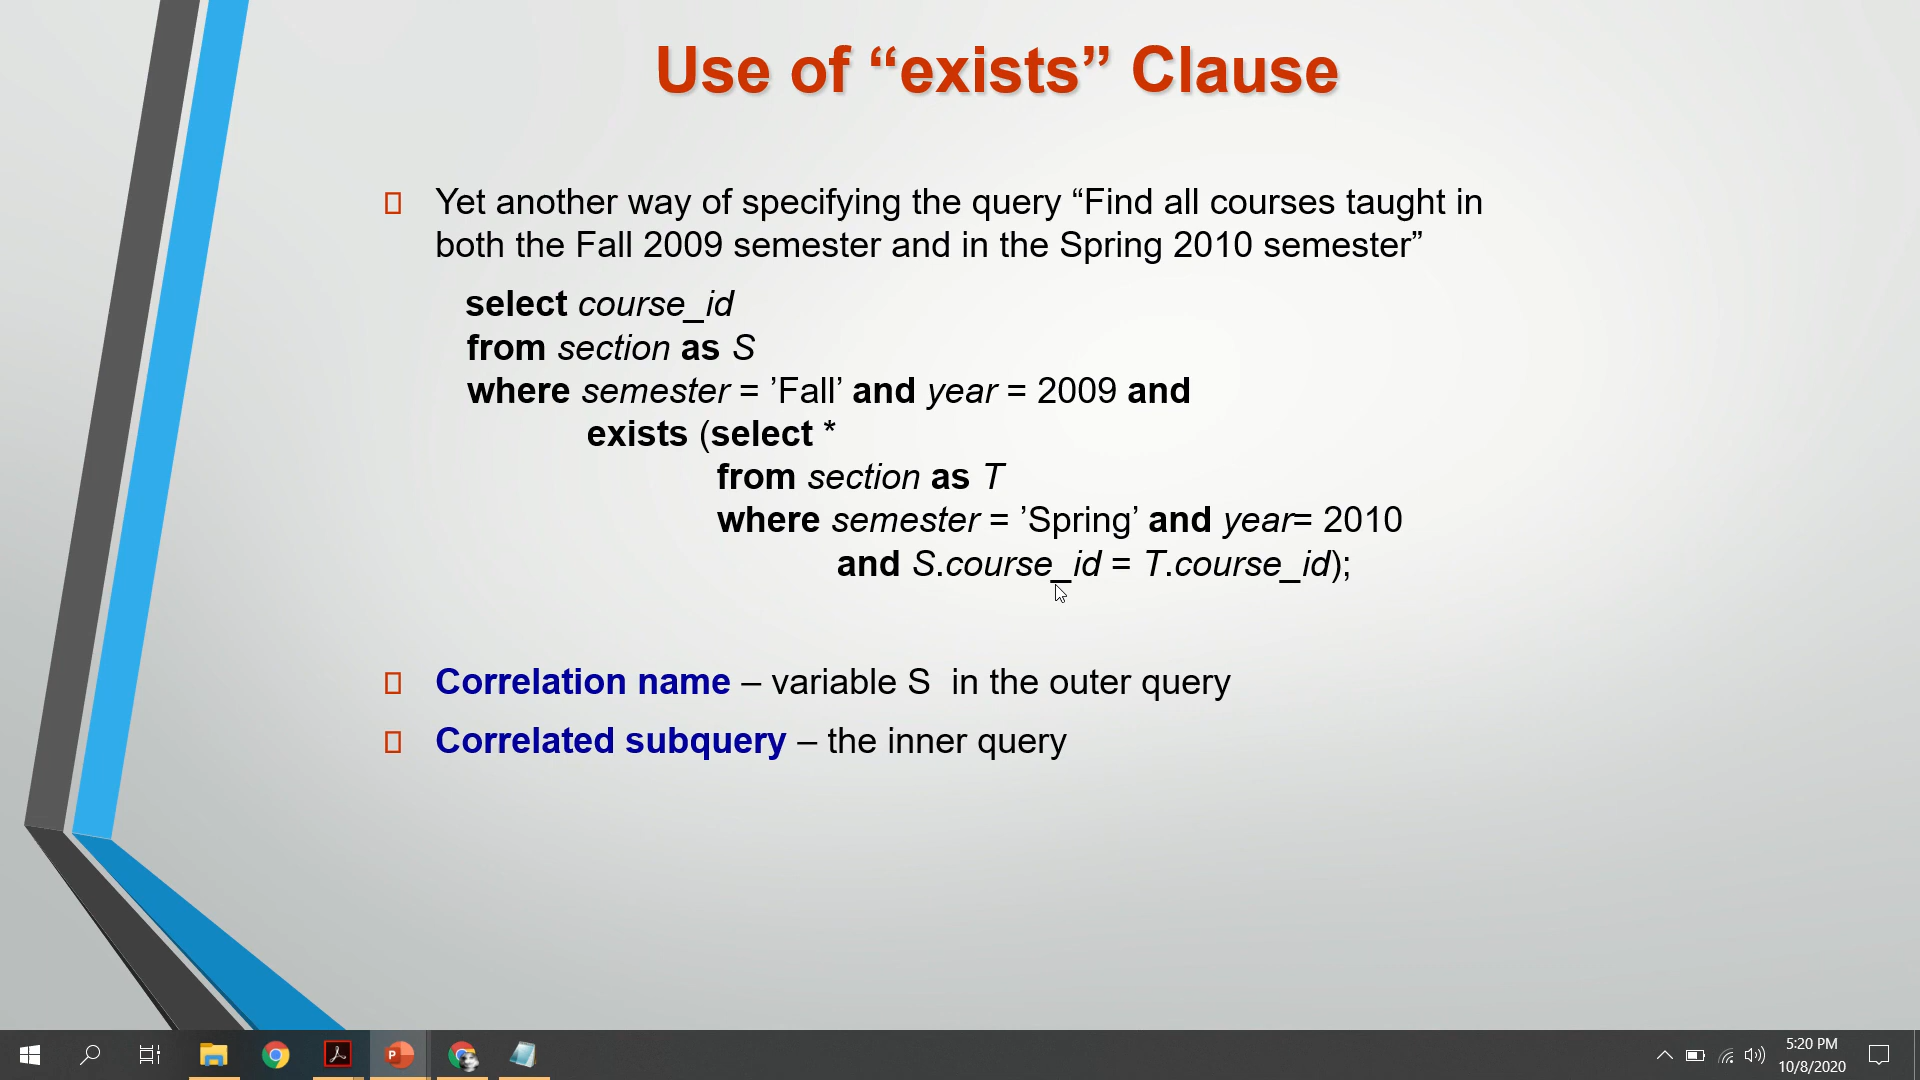 Use of “exists” Clause
Yet another way of specifying the query “Find all courses taught in
both the Fall 2009 semester and in the Spring 2010 semester”
select course_id
from section as S
where semester = ’Fall’ and year = 2009 and
exists (select *
from section as T
where semester = ’Spring’ and year= 2010
and S.course_id = T.course_id);
Correlation name – variable S  in the outer query
Correlated subquery – the inner query
5:20 PM
10/8/2020